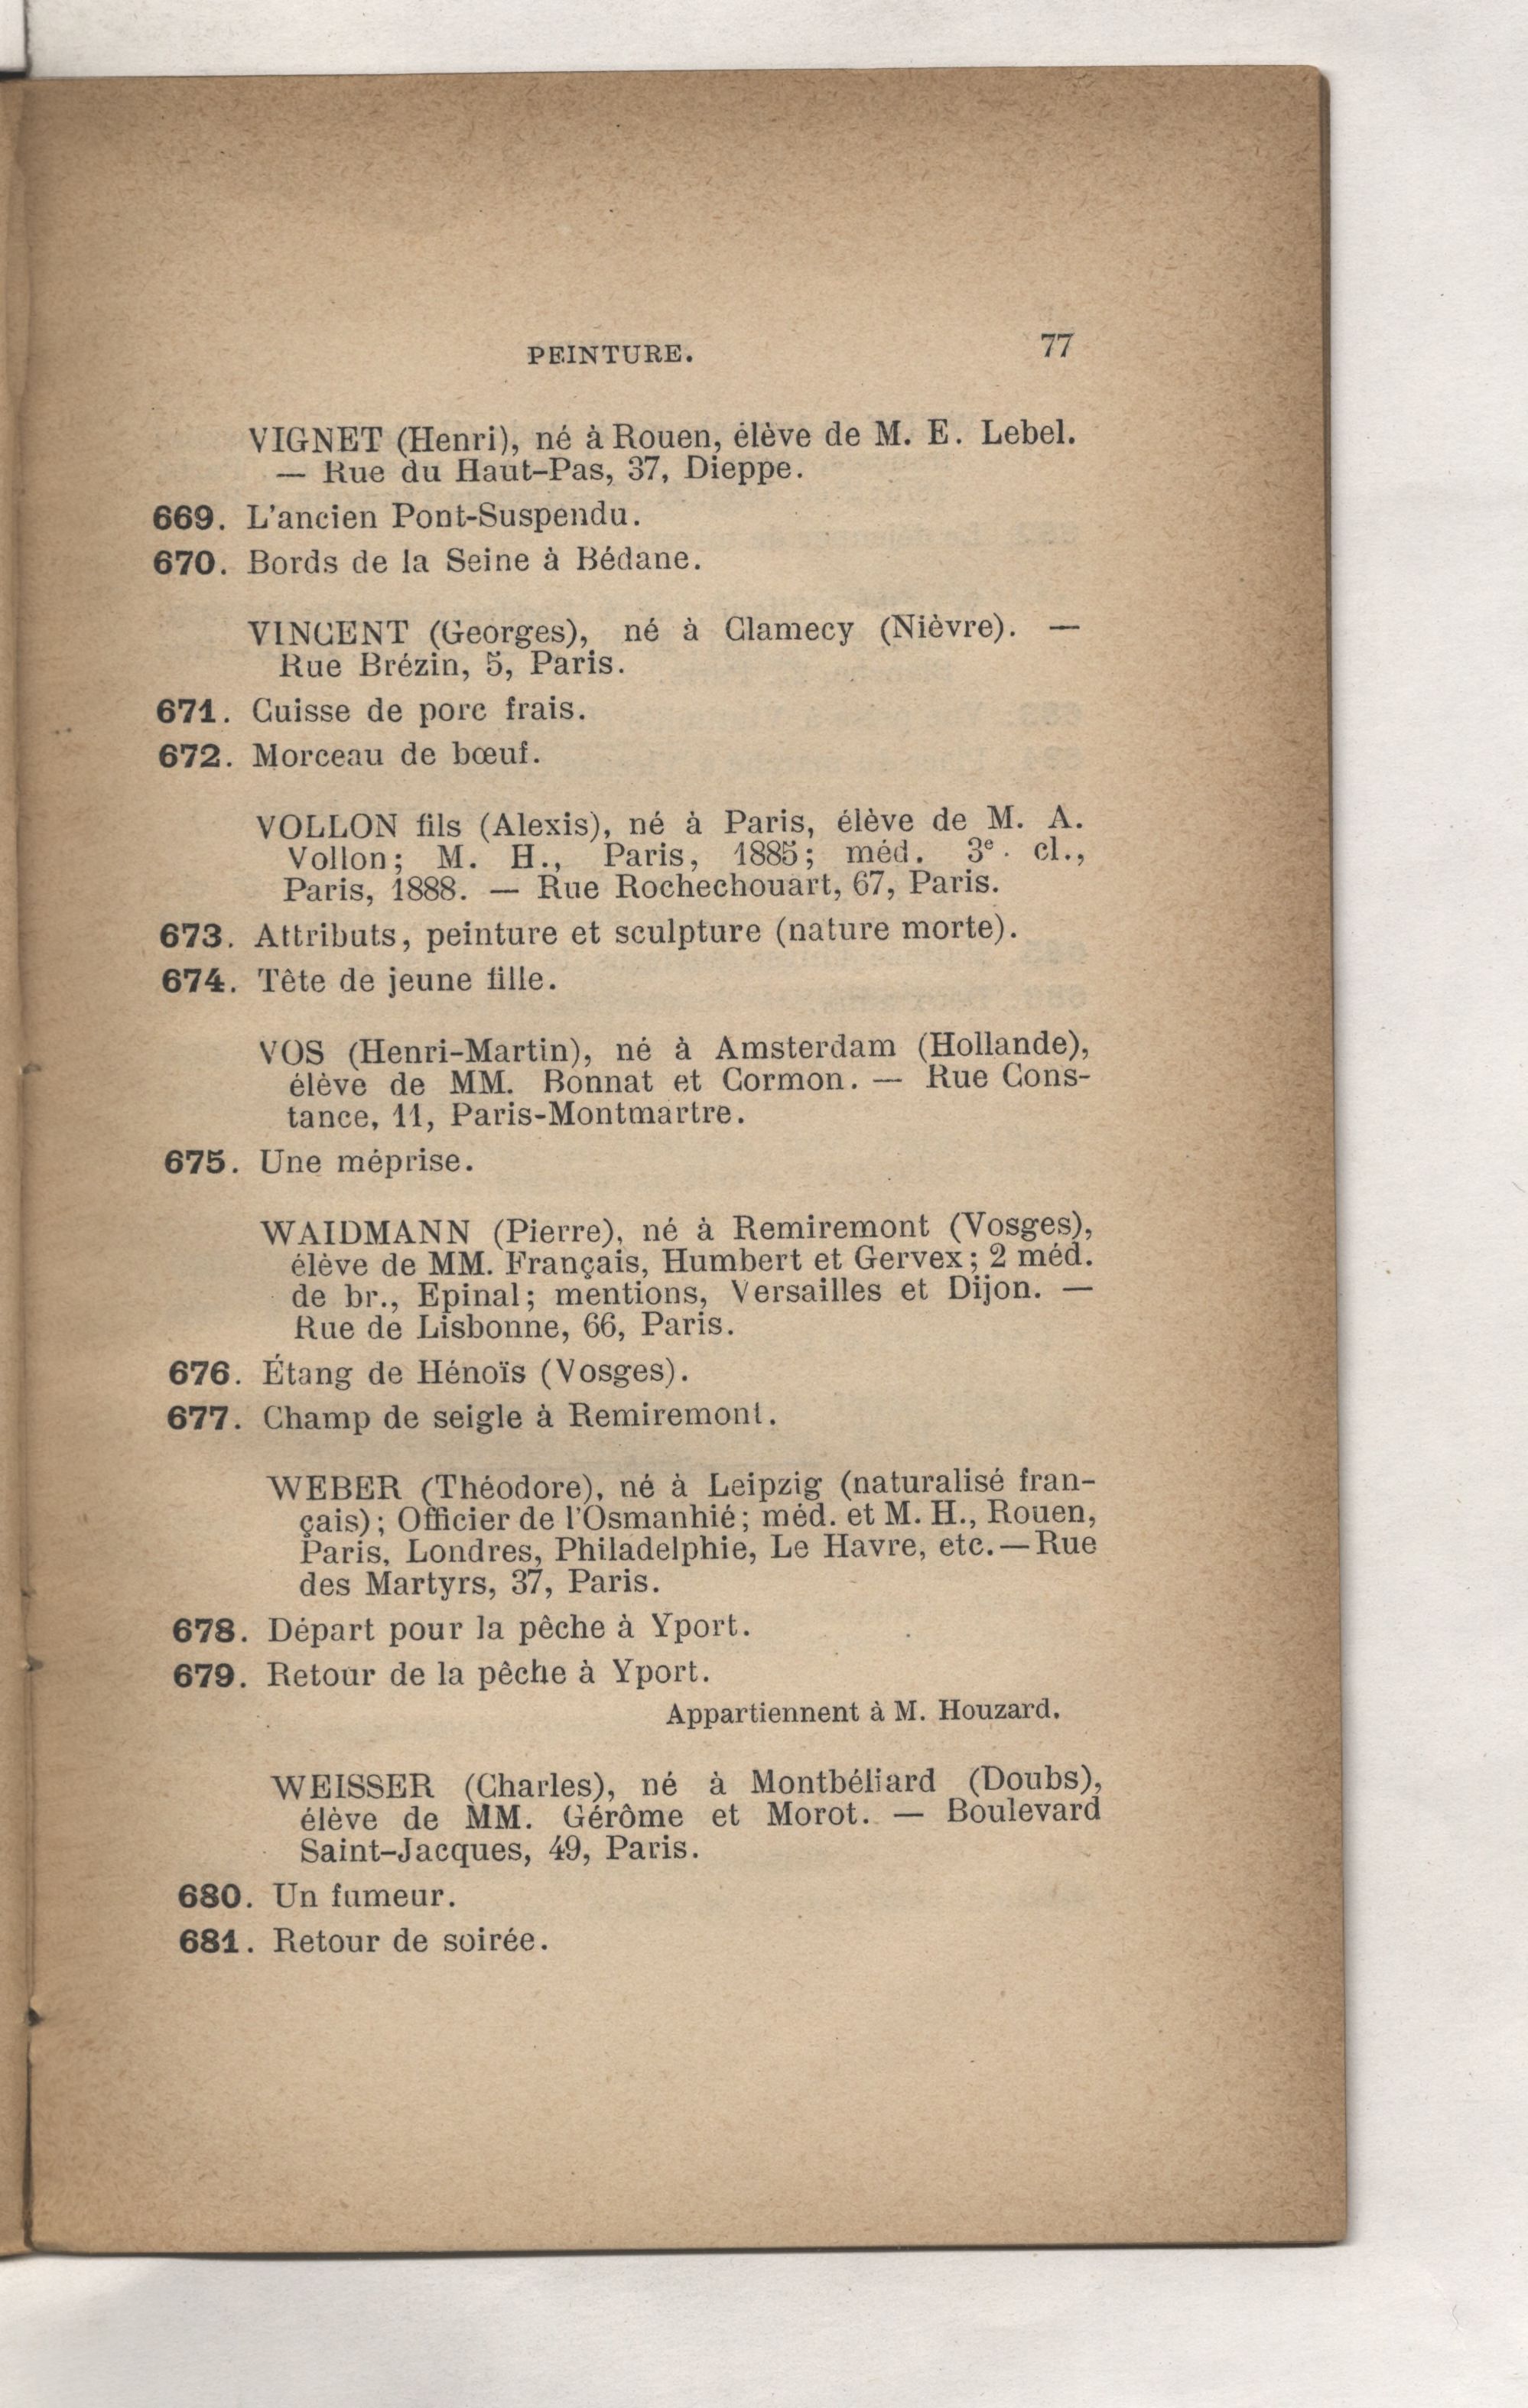 PEINTURE. 77
VIGNET (Henri), né à Rouen, élève de M. E. Lebel.
— Rue du Haut-Pas, 37, Dieppe.
669. L'ancien Pont-Suspendu.
670. Bords de la Seine à Bédane.
VINCENT (Georges), né à Clamecy (Nièvre). —
Rue Brézin, 5, Paris.
671. Cuisse de porc frais.
672. Morceau de bœuf.
VOLLON fils (Alexis), né à Paris, élève de M. A.
Vollon; M. H., Paris, 1885; méd. 3e. cl.,
Paris, 1888. — Rue Rochechouart, 67, Paris.
673. Attributs, peinture et sculpture (nature morte).
674. Tête de jeune fille.
VOS (Henri-Martin), né à Amsterdam (Hollande),
élève de MM. Bonnat et Cormon. — Rue Cons-
tance, 11, Paris-Montmartre.
675. Une méprise.
WAIDMANN (Pierre), né à Remiremont (Vosges),
élève de MM. Français, Humbert et Gervex; 2 méd.
de br., Epinal; mentions, Versailles et Dijon. —
Rue de Lisbonne, 66, Paris.
676. Étang de Hénoïs (Vosges).
677. Champ de seigle à Remiremont.
WEBER (Théodore), né à Leipzig (naturalisé fran-
çais); Officier de l'Osmanhié; méd. et M. H., Rouen,
Paris, Londres, Philadelphie, Le Havre, etc. — Rue
des Martyrs, 37, Paris.
678. Départ pour la pêche à Yport.
679. Retour de la pêche à Yport.
Appartiennent à M. Houzard.
WEISSER (Charles), né à Montbéliard (Doubs),
élève de MM. Gérôme et Morot. — Boulevard
Saint-Jacques, 49, Paris.
680. Un fumeur.
681. Retour de soirée.